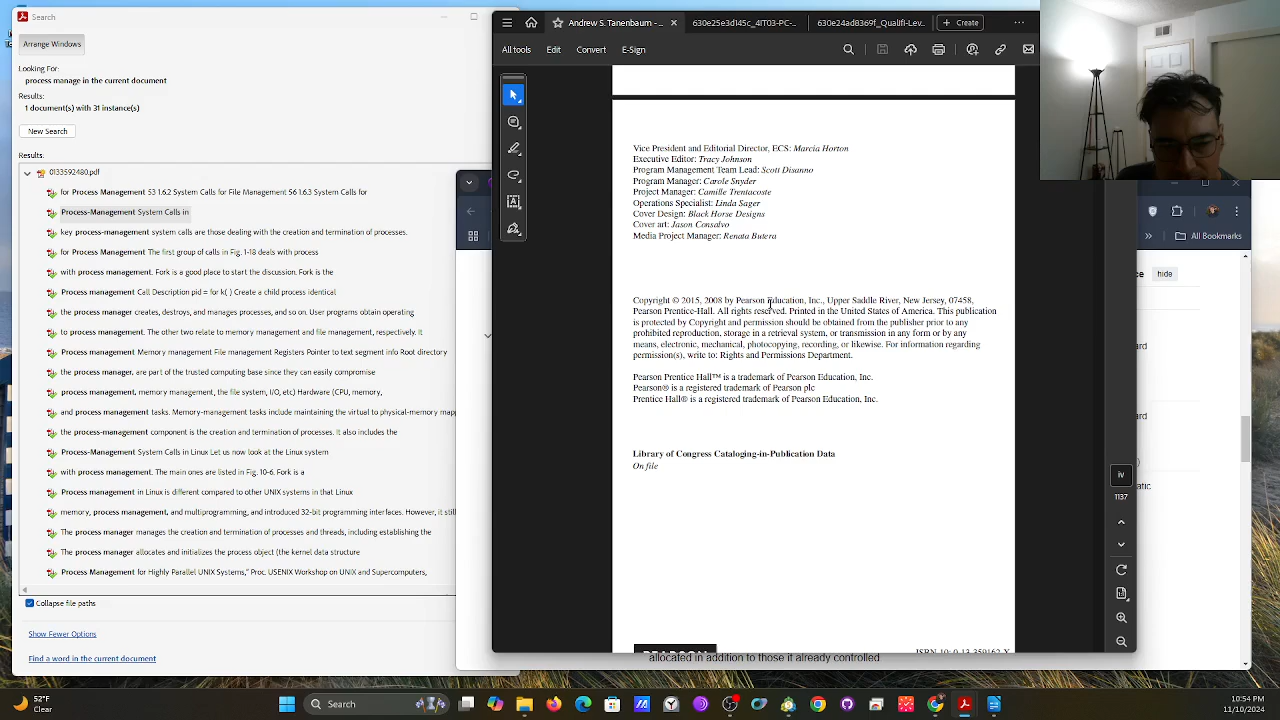 Search
Arrange Windows
Looking For:
process manage in the current document
Results:
1 document(s) with 31 instance(s)
New Search
Results:
0133592480.pdf
for Process Management 53 1.6.2 System Calls for File Management 56 1.6.3 System Calls for
Process-Management System Calls in
key process-management system calls are those dealing with the creation and termination of processes.
for Process Management The first group of calls in Fig. 1-18 deals with process
with process management. Fork is a good place to start the discussion. Fork is the
Process management Call Description pid = for k( ) Create a child process identical
the process manager creates, destroys, and manages processes. User programs obtain operating
to process management. The other two relate to memory management and file management, respectively. It
Process management Memory management File management Registers Pointer to text segment info Root directory
the process manager, are part of the trusted computing base since they can easily compromise
process management, memory management, the file system, I/O, etc) Hardware (CPU, memory,
and process management tasks. Memory-management tasks include maintaining the virtual to physical-memory mapp
the process-management component is the creation and termination of processes. It also includes the
Process-Management System Calls in Linux Let us now look at the Linux system
with process management. The main ones are listed in Fig. 10-6. Fork is a
Process management in Linux is different compared to other UNIX systems in that Linux
memory, process management, and multiprogramming, and introduced 32-bit programming interfaces. However, it still
The process manager manages the creation and termination of processes and threads, including establishing the
The process manager allocates and initializes the process object (the kernel data structure
Process Management for Highly Parallel UNIX Systems," Proc. USENIX Workshop on UNIX and Supercomputers,
Collapse file paths
Show Fewer Options
Find a word in the current document
Andrew S.Tanenbaum - ...
630e25e3d145c_4IT03-PC-...
630e24ad8369f_Qualifi-Lev...
Create
All tools
Edit
Convert
E-Sign
Vice President and Editorial Director, ECS: Marcia Horton
Executive Editor: Tracy Johnson
Program Management Team Lead: Scott Disanno
Program Manager: Carole Snyder
Project Manager: Camille Trentacoste
Operations Specialist: Linda Sager
Cover Design: Black Horse Designs
Cover art: Jason Consalvo
Media Project Manager: Renata Butera
Copyright © 2015, 2008 by Pearson Education, Inc., Upper Saddle River, New Jersey, 07458,
Pearson Prentice-Hall. All rights reserved. Printed in the United States of America. This publication
is protected by Copyright and permission should be obtained from the publisher prior to any
prohibited reproduction, storage in a retrieval system, or transmission in any form or by any
means, electronic, mechanical, photocopying, recording, or likewise. For information regarding
permission(s), write to: Rights and Permissions Department.
Pearson Prentice Hall™ is a trademark of Pearson Education, Inc.
Pearson® is a registered trademark of Pearson plc
Prentice Hall® is a registered trademark of Pearson Education, Inc.
Library of Congress Cataloging-in-Publication Data
On file
allocated in addition to those it already controlled
iv
1137
All Bookmarks
hide
52°F
Clear
Search
10:54 PM
11/10/2024